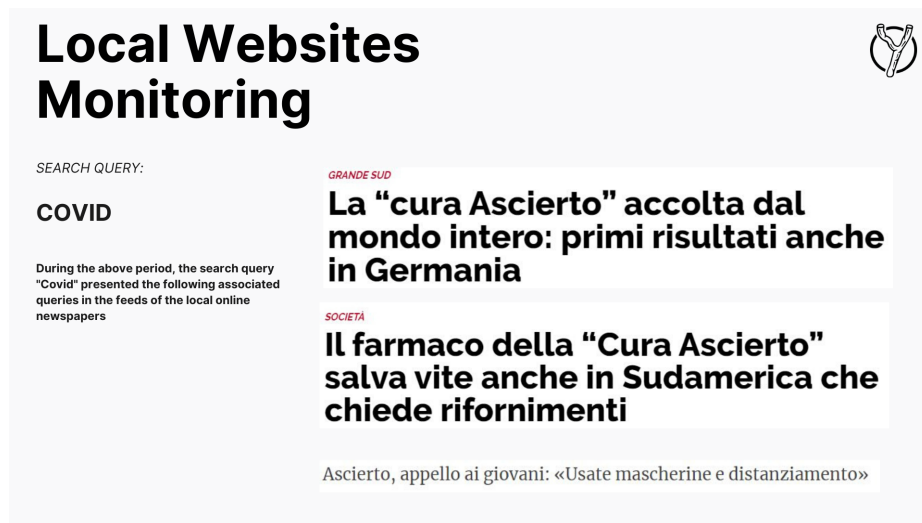 Local Websites
Monitoring
SEARCH QUERY:
COVID
During the above period, the search query
"Covid" presented the following associated
queries in the feeds of the local online
newspapers
GRANDE SUD
La “cura Ascierto” accolta dal
mondo intero: primi risultati anche
in Germania
SOCIETÀ
Il farmaco della “Cura Ascierto”
salva vite anche in Sudamerica che
chiede rifornimenti
Ascierto, appello ai giovani: «Usate mascherine e distanziamento»